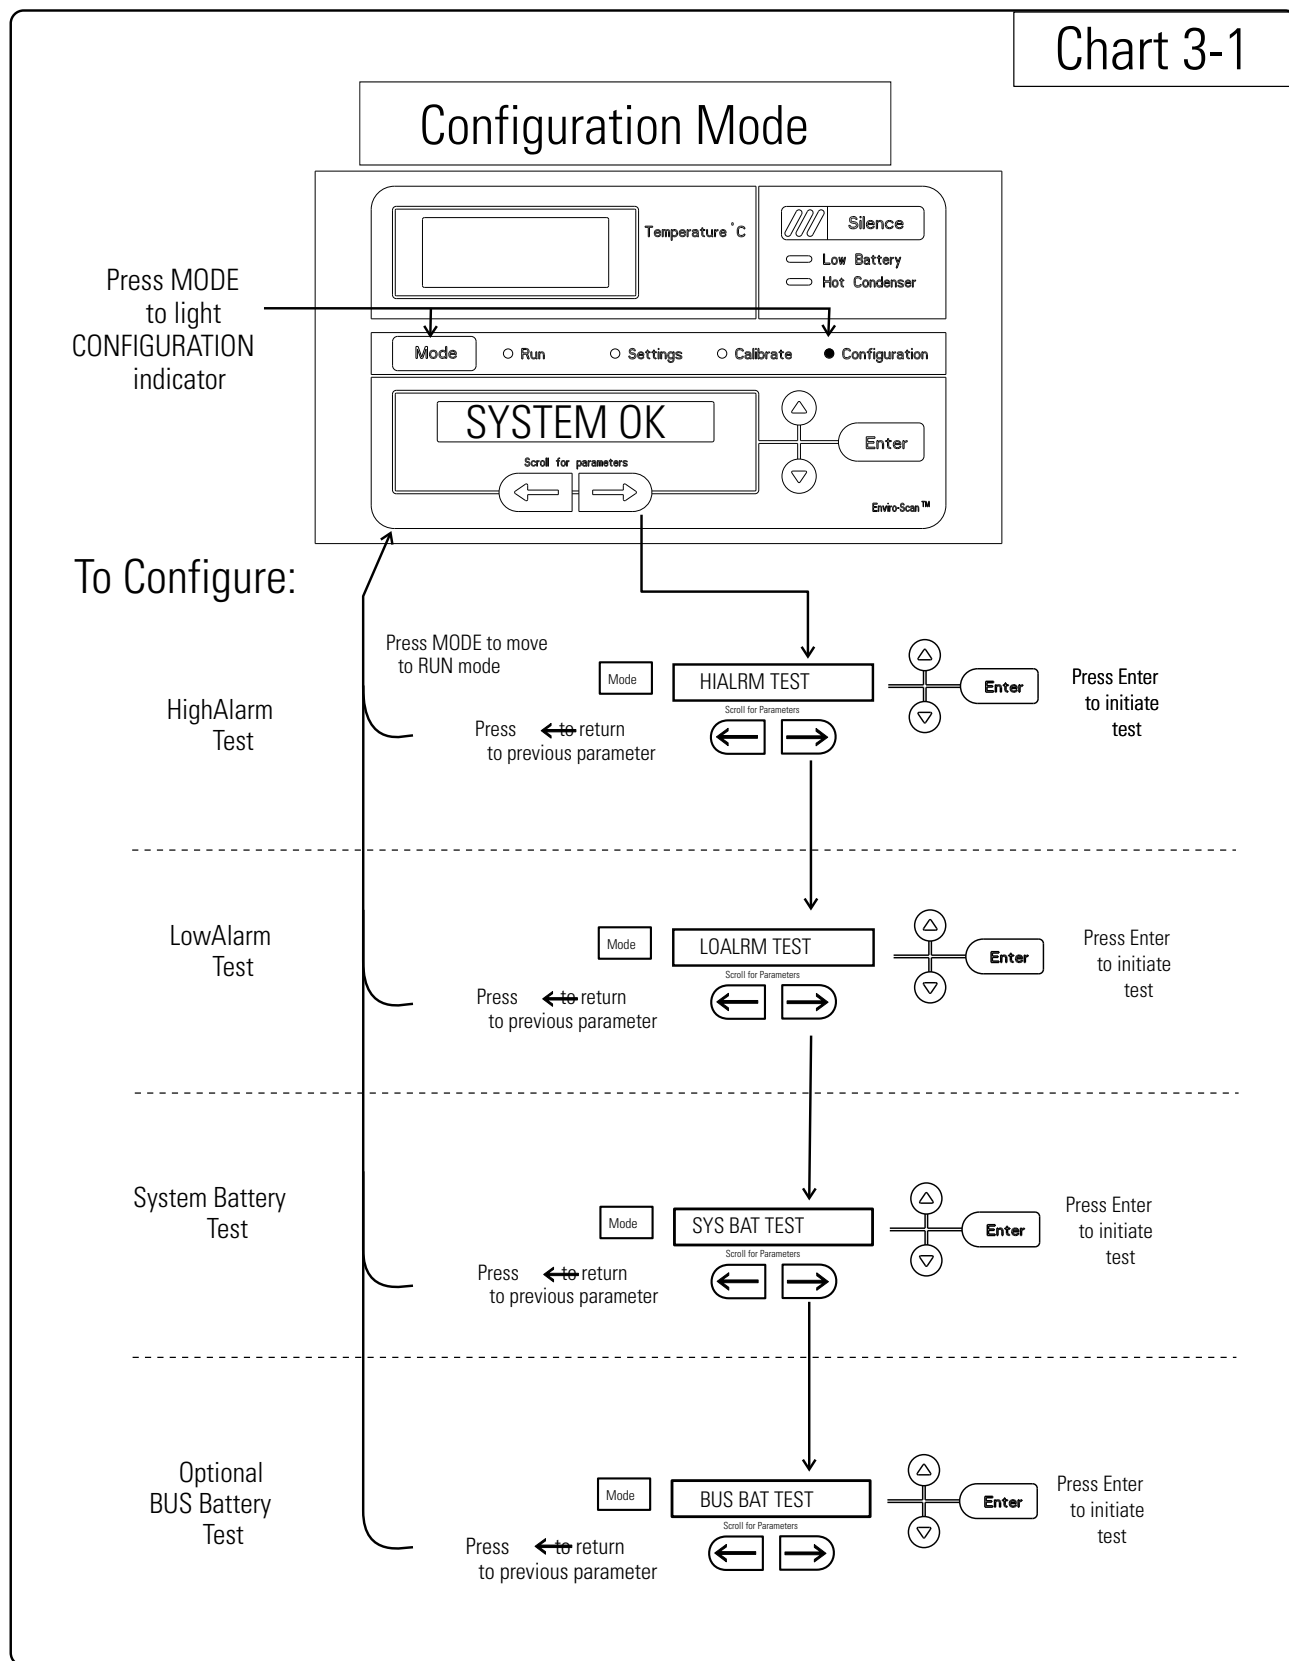 Chart 3-1
Configuration Mode
Temperature °C
Silence
Low Battery
Hot Condenser
Press MODE
to light
CONFIGURATION
indicator
Mode
Run
Settings
Calibrate
Configuration
SYSTEM OK
Scroll for parameters
Enter
Enviro-Scan™
To Configure:
HighAlarm
Test
Press MODE to move
to RUN mode
Mode
HIALRM TEST
Scroll for Parameters
Enter
Press Enter
to initiate
test
Press ← to return
to previous parameter
LowAlarm
Test
Mode
LOALRM TEST
Scroll for Parameters
Enter
Press Enter
to initiate
test
Press ← to return
to previous parameter
System Battery
Test
Mode
SYS BAT TEST
Scroll for Parameters
Enter
Press Enter
to initiate
test
Press ← to return
to previous parameter
Optional
BUS Battery
Test
Mode
BUS BAT TEST
Scroll for Parameters
Enter
Press Enter
to initiate
test
Press ← to return
to previous parameter